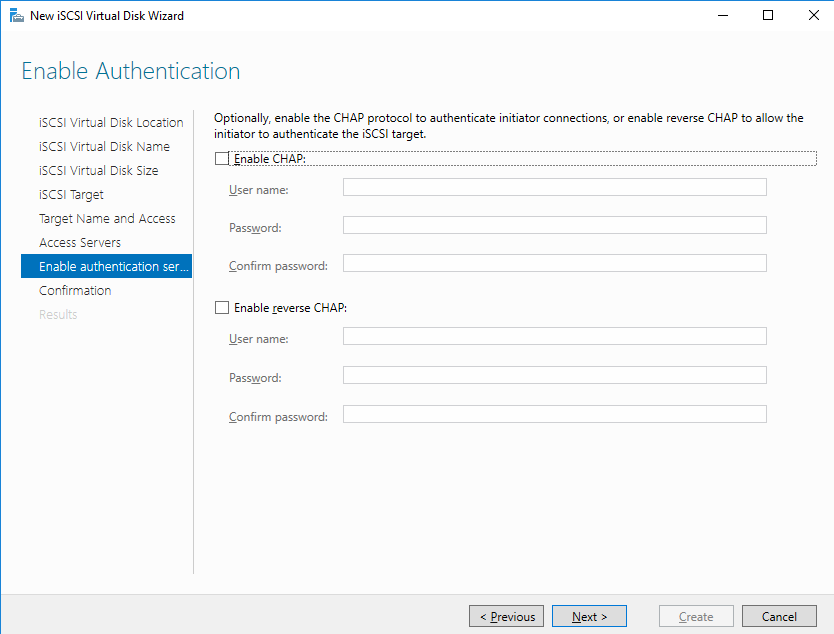 New iSCSI Virtual Disk Wizard
Enable Authentication
iSCSI Virtual Disk Location
iSCSI Virtual Disk Name
iSCSI Virtual Disk Size
iSCSI Target
Target Name and Access
Access Servers
Enable authentication ser...
Confirmation
Results
Optionally, enable the CHAP protocol to authenticate initiator connections, or enable reverse CHAP to allow the
initiator to authenticate the iSCSI target.
Enable CHAP:
User name:
Password:
Confirm password:
Enable reverse CHAP:
User name:
Password:
Confirm password:
< Previous
Next >
Create
Cancel